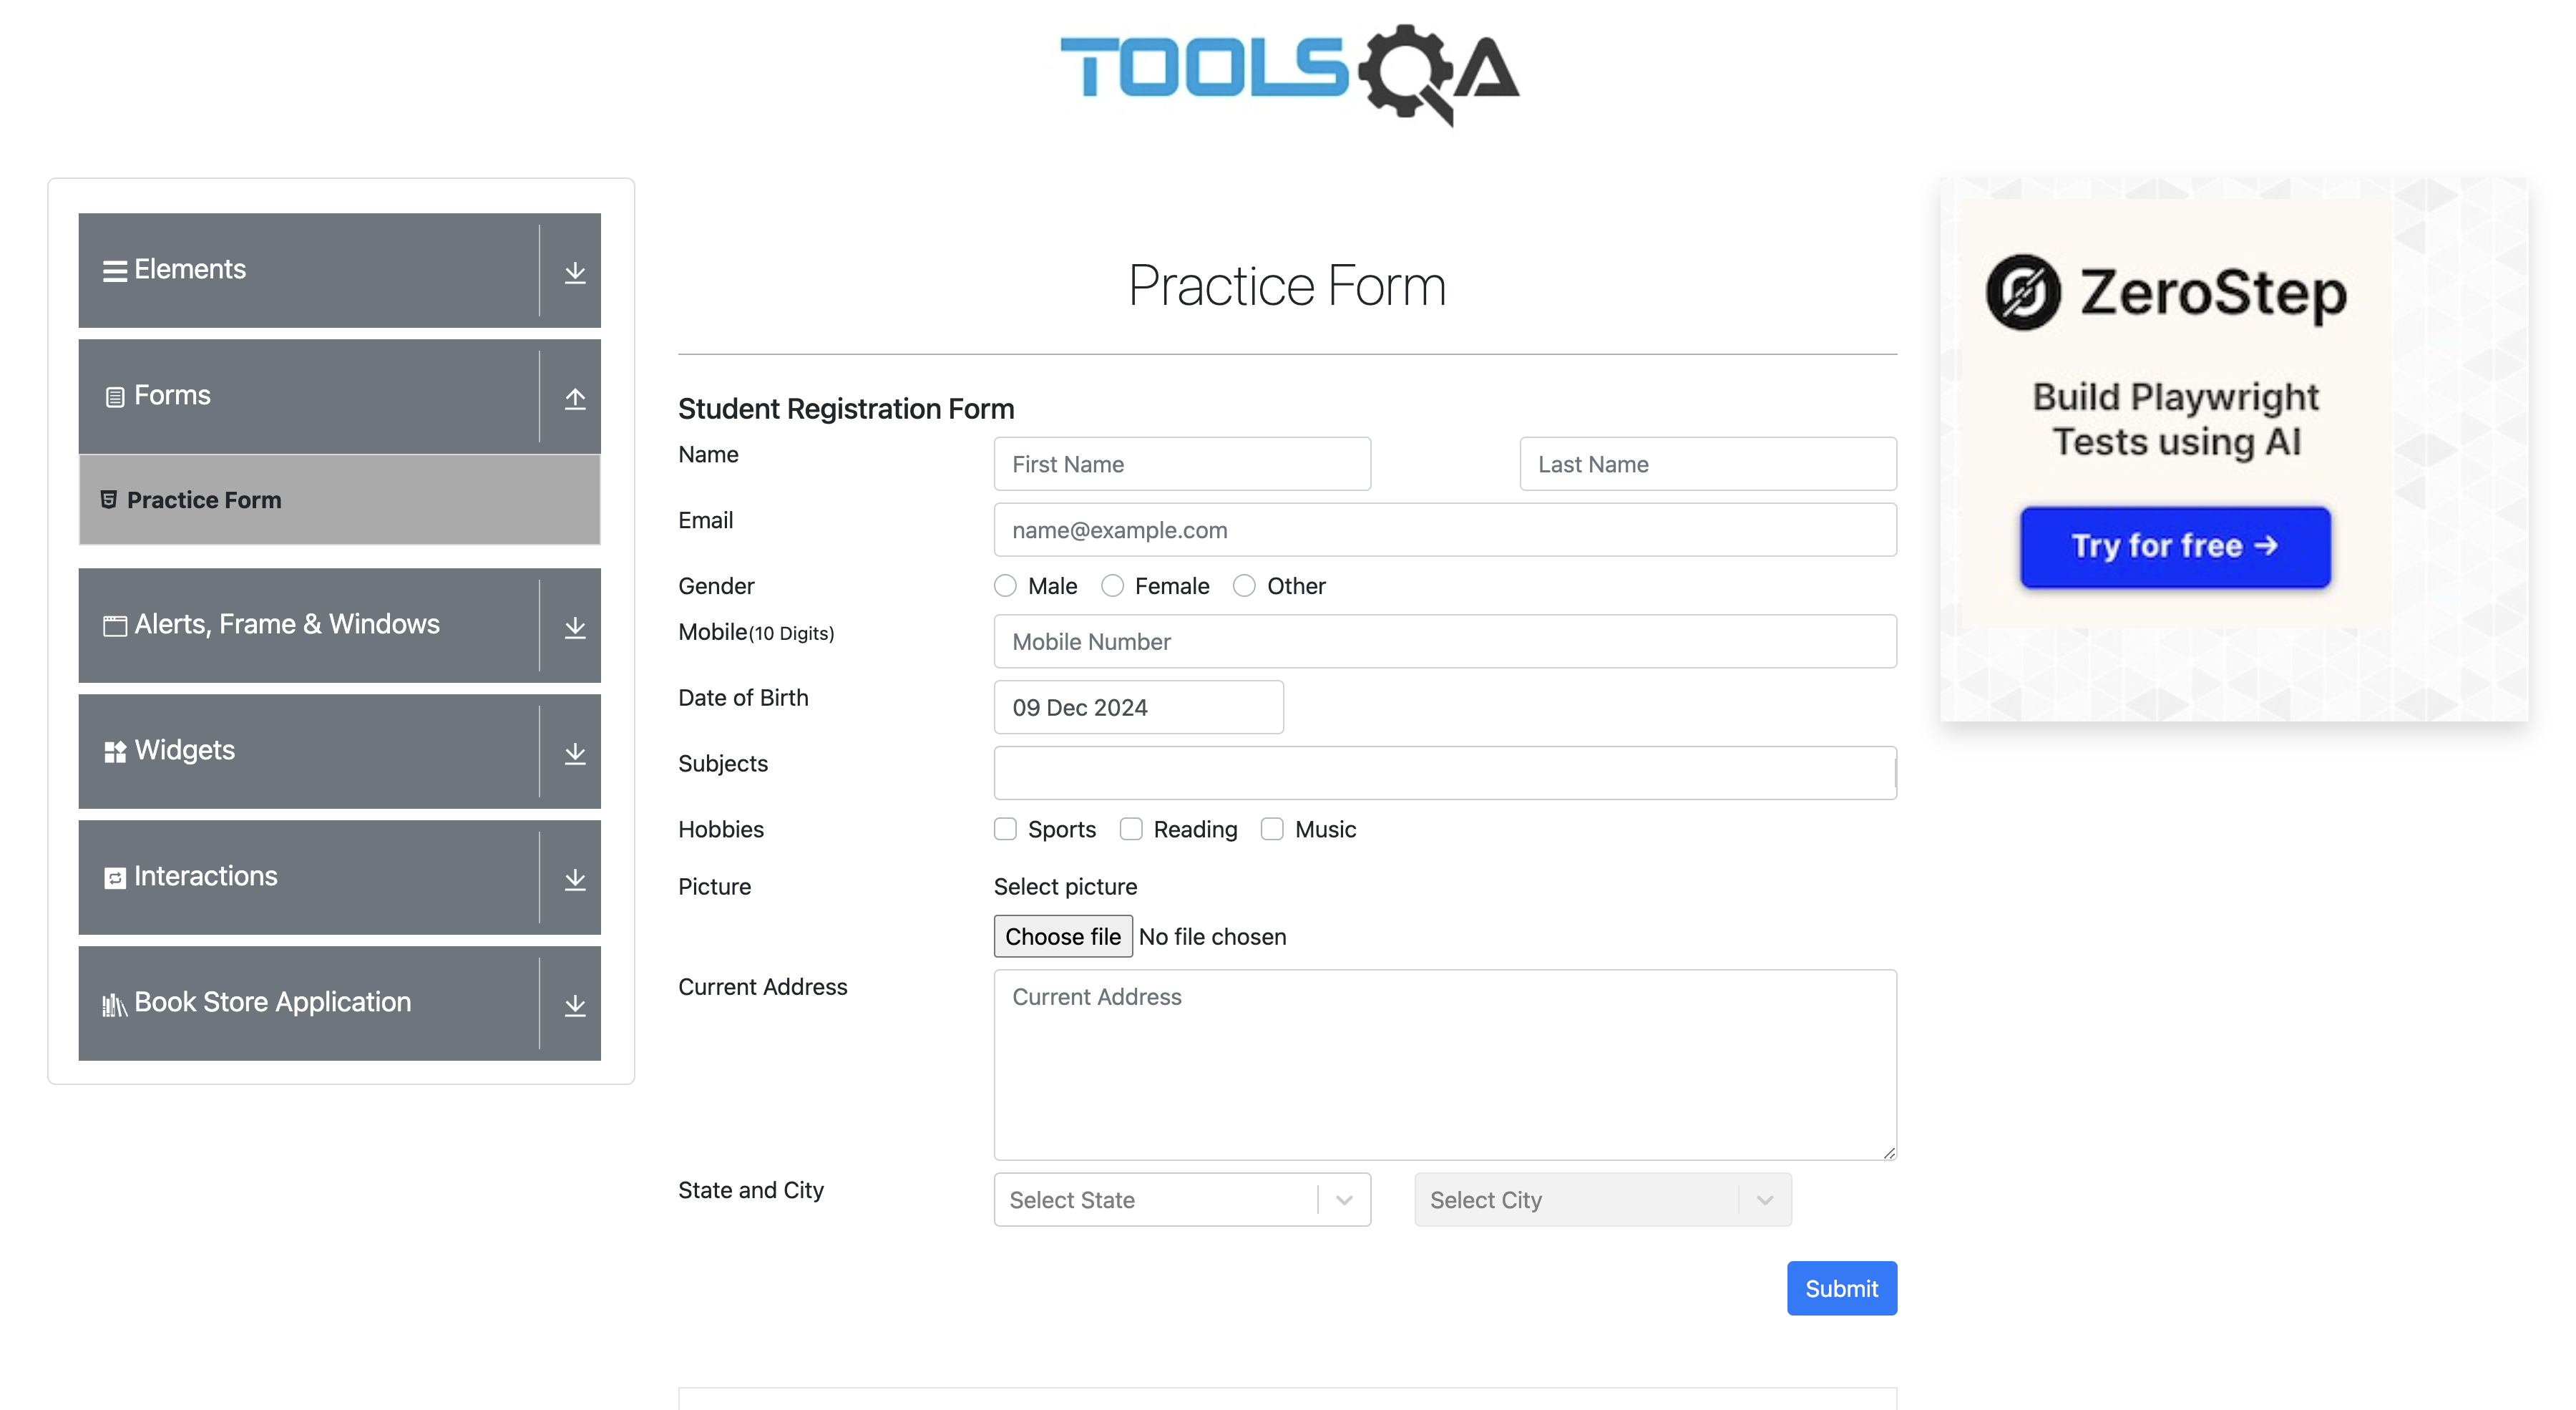 TOOLSQA
Elements
Forms
Practice Form
Alerts, Frame & Windows
Widgets
Interactions
Book Store Application
Practice Form
Student Registration Form
Name First Name Last Name
Email name@example.com
Gender Male Female Other
Mobile(10 Digits) Mobile Number
Date of Birth 09 Dec 2024
Subjects
Hobbies Sports Reading Music
Picture Select picture
Choose file No file chosen
Current Address Current Address
State and City Select State Select City
Submit
ZeroStep
Build Playwright
Tests using AI
Try for free →